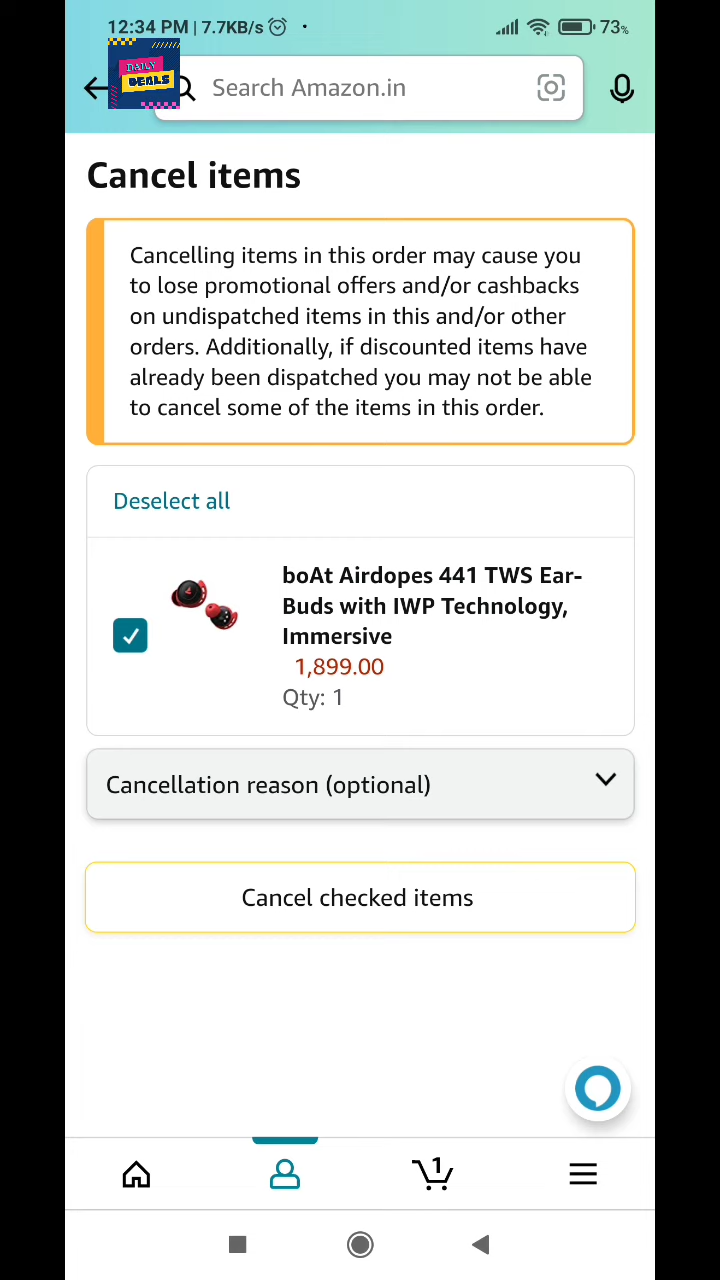 12:34 PM | 7.7KB/s
73%
DAILY
DEALS
Search Amazon.in
Cancel items
Cancelling items in this order may cause you
to lose promotional offers and/or cashbacks
on undispatched items in this and/or other
orders. Additionally, if discounted items have
already been dispatched you may not be able
to cancel some of the items in this order.
Deselect all
boAt Airdopes 441 TWS Ear-
Buds with IWP Technology,
Immersive
1,899.00
Qty: 1
Cancellation reason (optional)
Cancel checked items
1